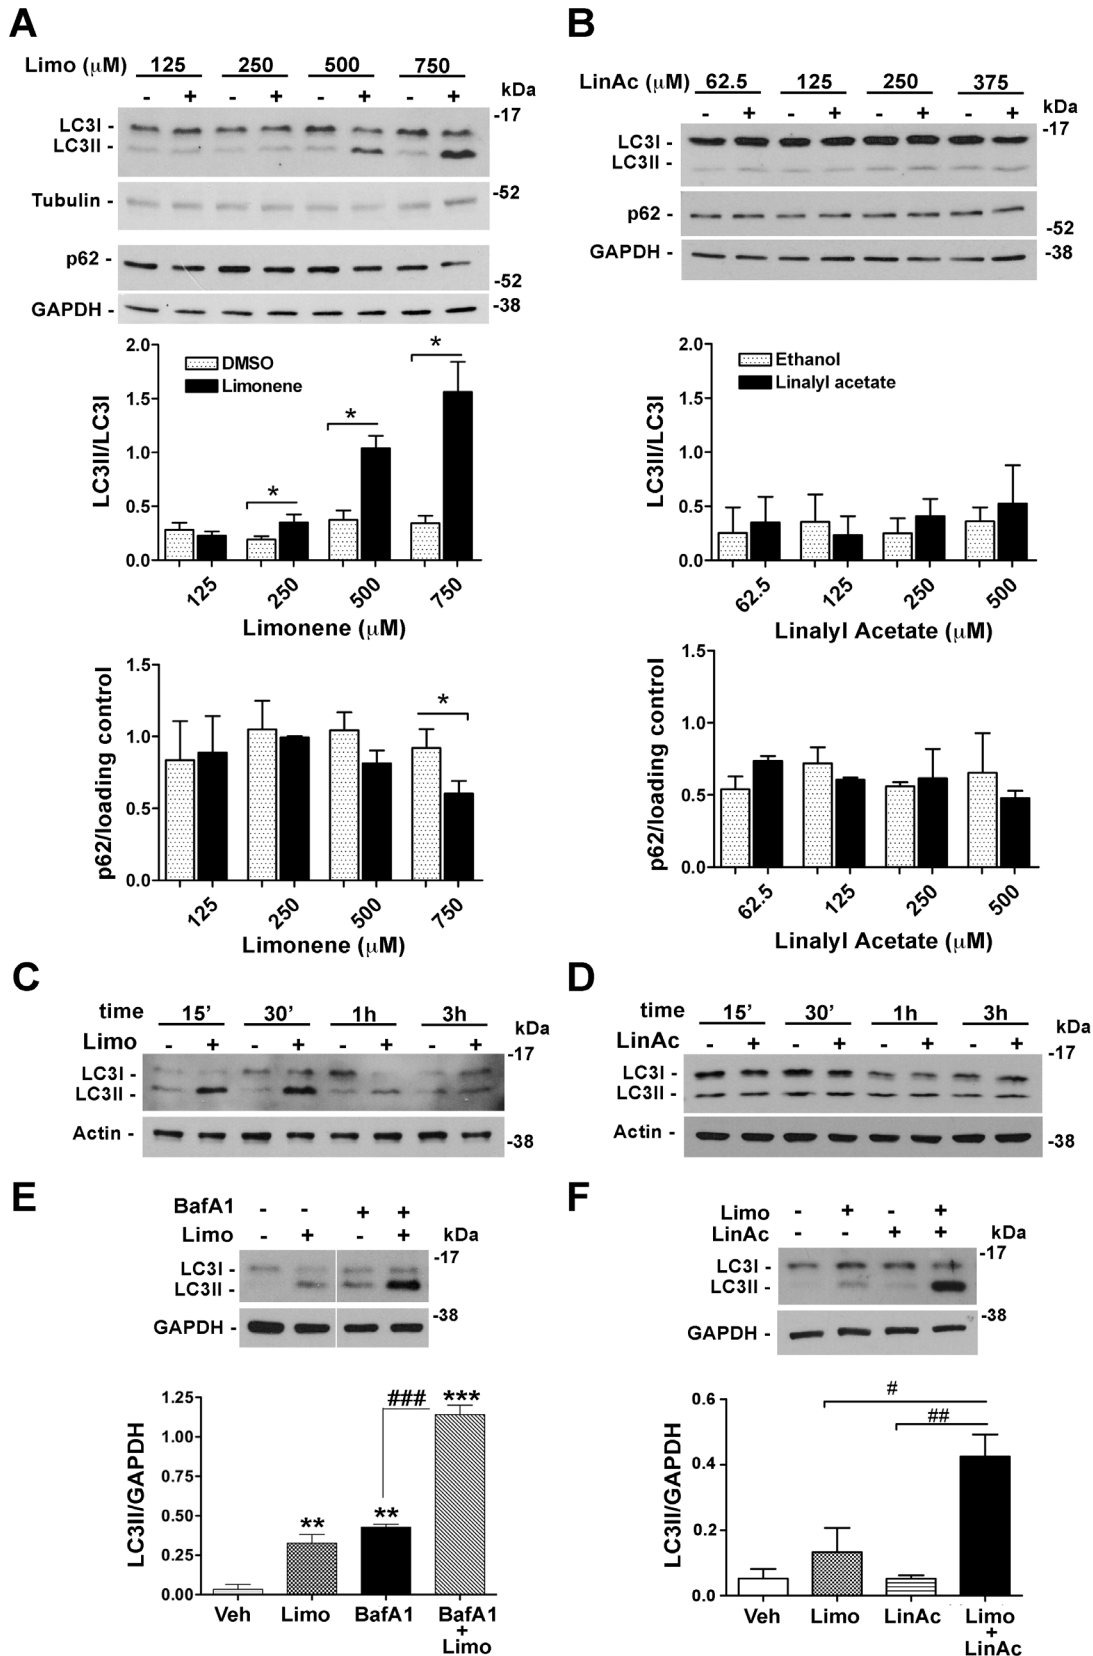 A
Limo (µM) 125 250 500 750
- + - + - + - + kDa
-17
LC3I -
LC3II -
-52
Tubulin -
p62 -
-52
GAPDH - -38
2.0
1.5
1.0
0.5
0.0
LC3II/LC3I
DMSO
Limonene
* * *
125 250 500 750
Limonene (µM)
1.5
1.0
0.5
0.0
p62/loading control
*
125 250 500 750
Limonene (µM)
B
LinAc (µM) 62.5 125 250 375
- + - + - + - + kDa
-17
LC3I -
LC3II -
p62 -
-52
GAPDH - -38
2.0
1.5
1.0
0.5
0.0
LC3II/LC3I
Ethanol
Linalyl acetate
62.5 125 250 500
Linalyl Acetate (µM)
1.5
1.0
0.5
0.0
p62/loading control
62.5 125 250 500
Linalyl Acetate (µM)
C
time 15’ 30’ 1h 3h
kDa
Limo - + - + - + - +
-17
LC3I -
LC3II -
Actin - -38
D
time 15’ 30’ 1h 3h
kDa
LinAc - + - + - + - +
-17
LC3I -
LC3II -
Actin - -38
E
BafA1 - - + +
Limo - + - + kDa
-17
LC3I -
LC3II -
-38
GAPDH -
1.25
1.00
0.75
0.50
0.25
0.00
LC3II/GAPDH
### ***
** **
Veh Limo BafA1 BafA1
+
Limo
F
Limo - + - +
LinAc - - + + kDa
-17
LC3I -
LC3II -
-38
GAPDH -
0.6
0.4
0.2
0.0
LC3II/GAPDH
#
##
Veh Limo LinAc Limo
+
LinAc